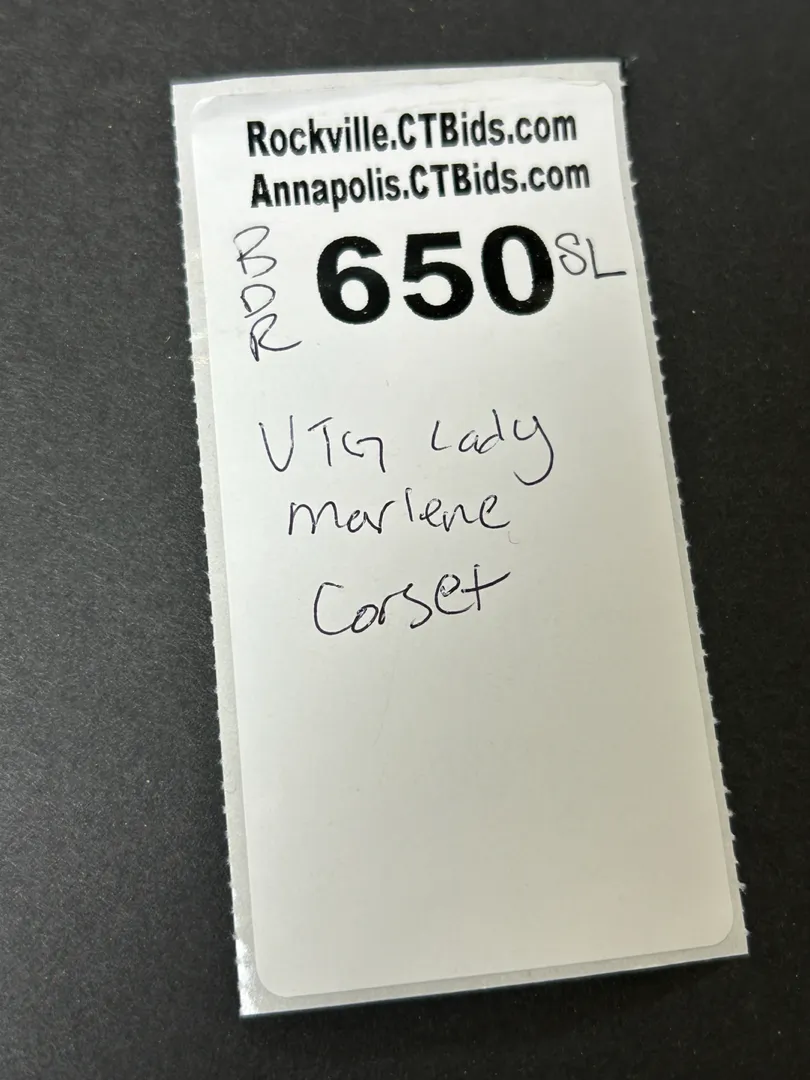 Rockville.CTBids.com
Annapolis.CTBids.com
BDR 650 SL
VTG Lady
Marlene
Corset